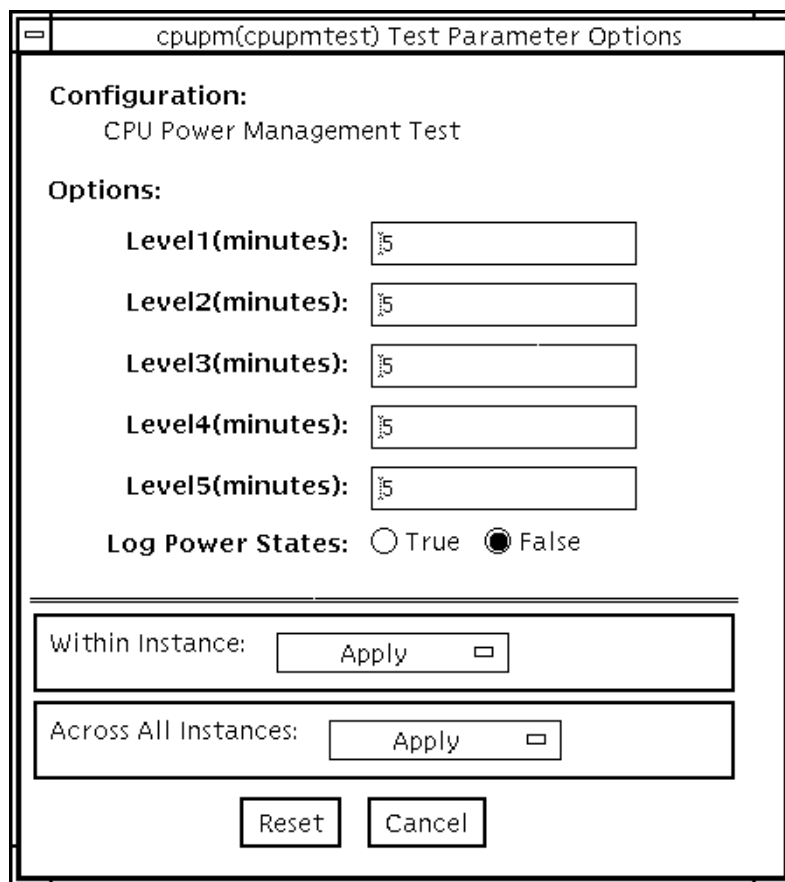 cpupm(cpupmtest) Test Parameter Options
Configuration:
CPU Power Management Test
Options:
Level1(minutes): 5
Level2(minutes): 5
Level3(minutes): 5
Level4(minutes): 5
Level5(minutes): 5
Log Power States: True False
Within Instance: Apply
Across All Instances: Apply
Reset Cancel